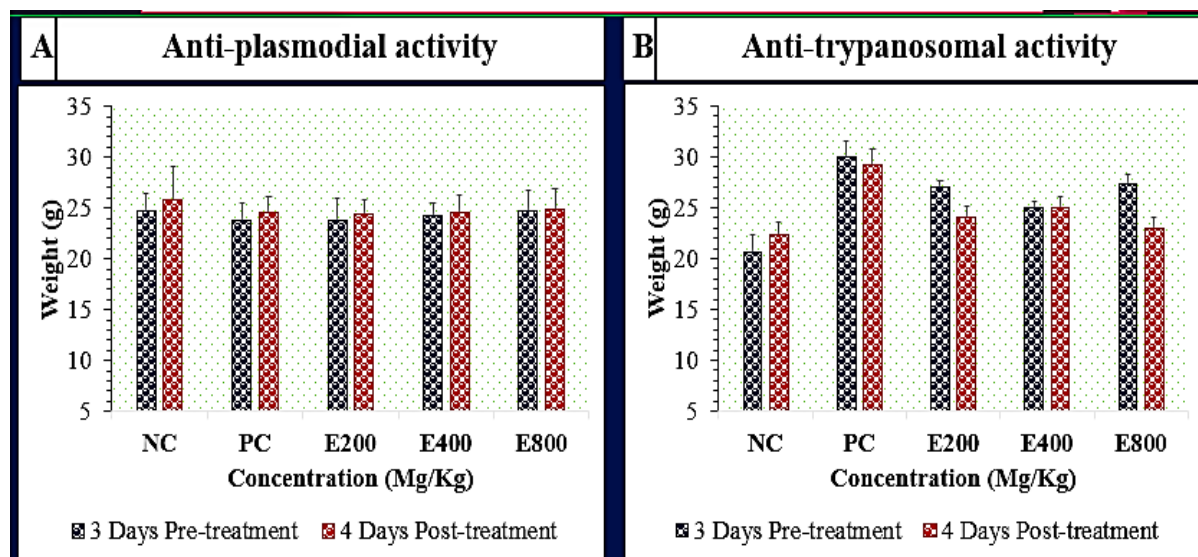 A Anti-plasmodial activity
Weight (g)
35
30
25
20
15
10
5
NC PC E200 E400 E800
Concentration (Mg/Kg)
3 Days Pre-treatment 4 Days Post-treatment
B Anti-trypanosomal activity
Weight (g)
35
30
25
20
15
10
5
NC PC E200 E400 E800
Concentration (Mg/Kg)
3 Days Pre-treatment 4 Days Post-treatment